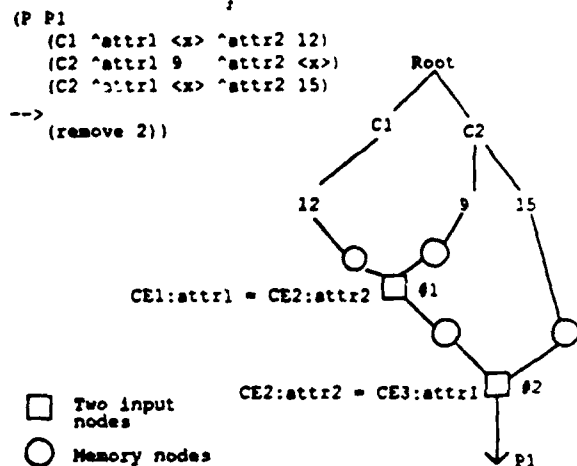 (P P1
(C1 ^attr1 <x> ^attr2 12)
(C2 ^attr1 9 ^attr2 <x>)
(C2 ^attr1 <x> ^attr2 15)
-->
(remove 2))
Root
C1 C2
12 9 15
CE1:attr1 = CE2:attr2 #1
CE2:attr2 = CE3:attr1 #2
Two input
nodes
Memory nodes
P1